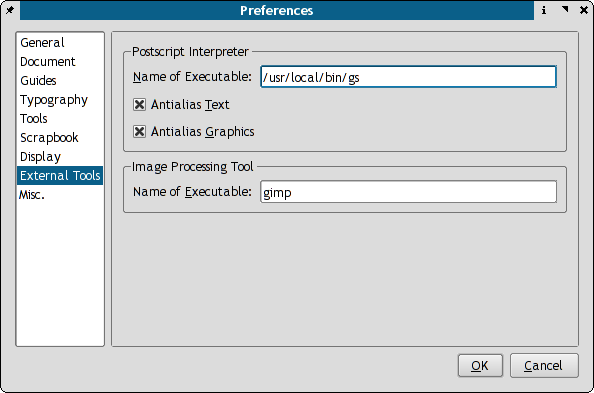 Preferences
General
Document
Guides
Typography
Tools
Scrapbook
Display
External Tools
Misc.
Postscript Interpreter
Name of Executable: /usr/local/bin/gs
Antialias Text
Antialias Graphics
Image Processing Tool
Name of Executable: gimp
OK Cancel